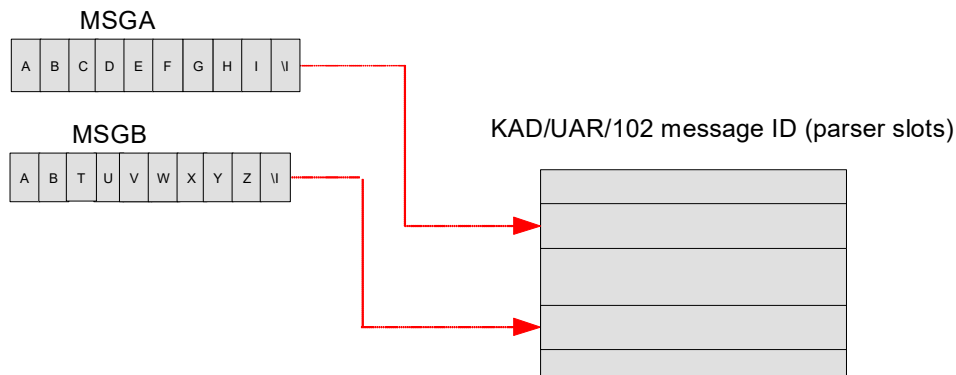 MSGA
A B C D E F G H I \I
MSGB
A B T U V W X Y Z \I
KAD/UAR/102 message ID (parser slots)